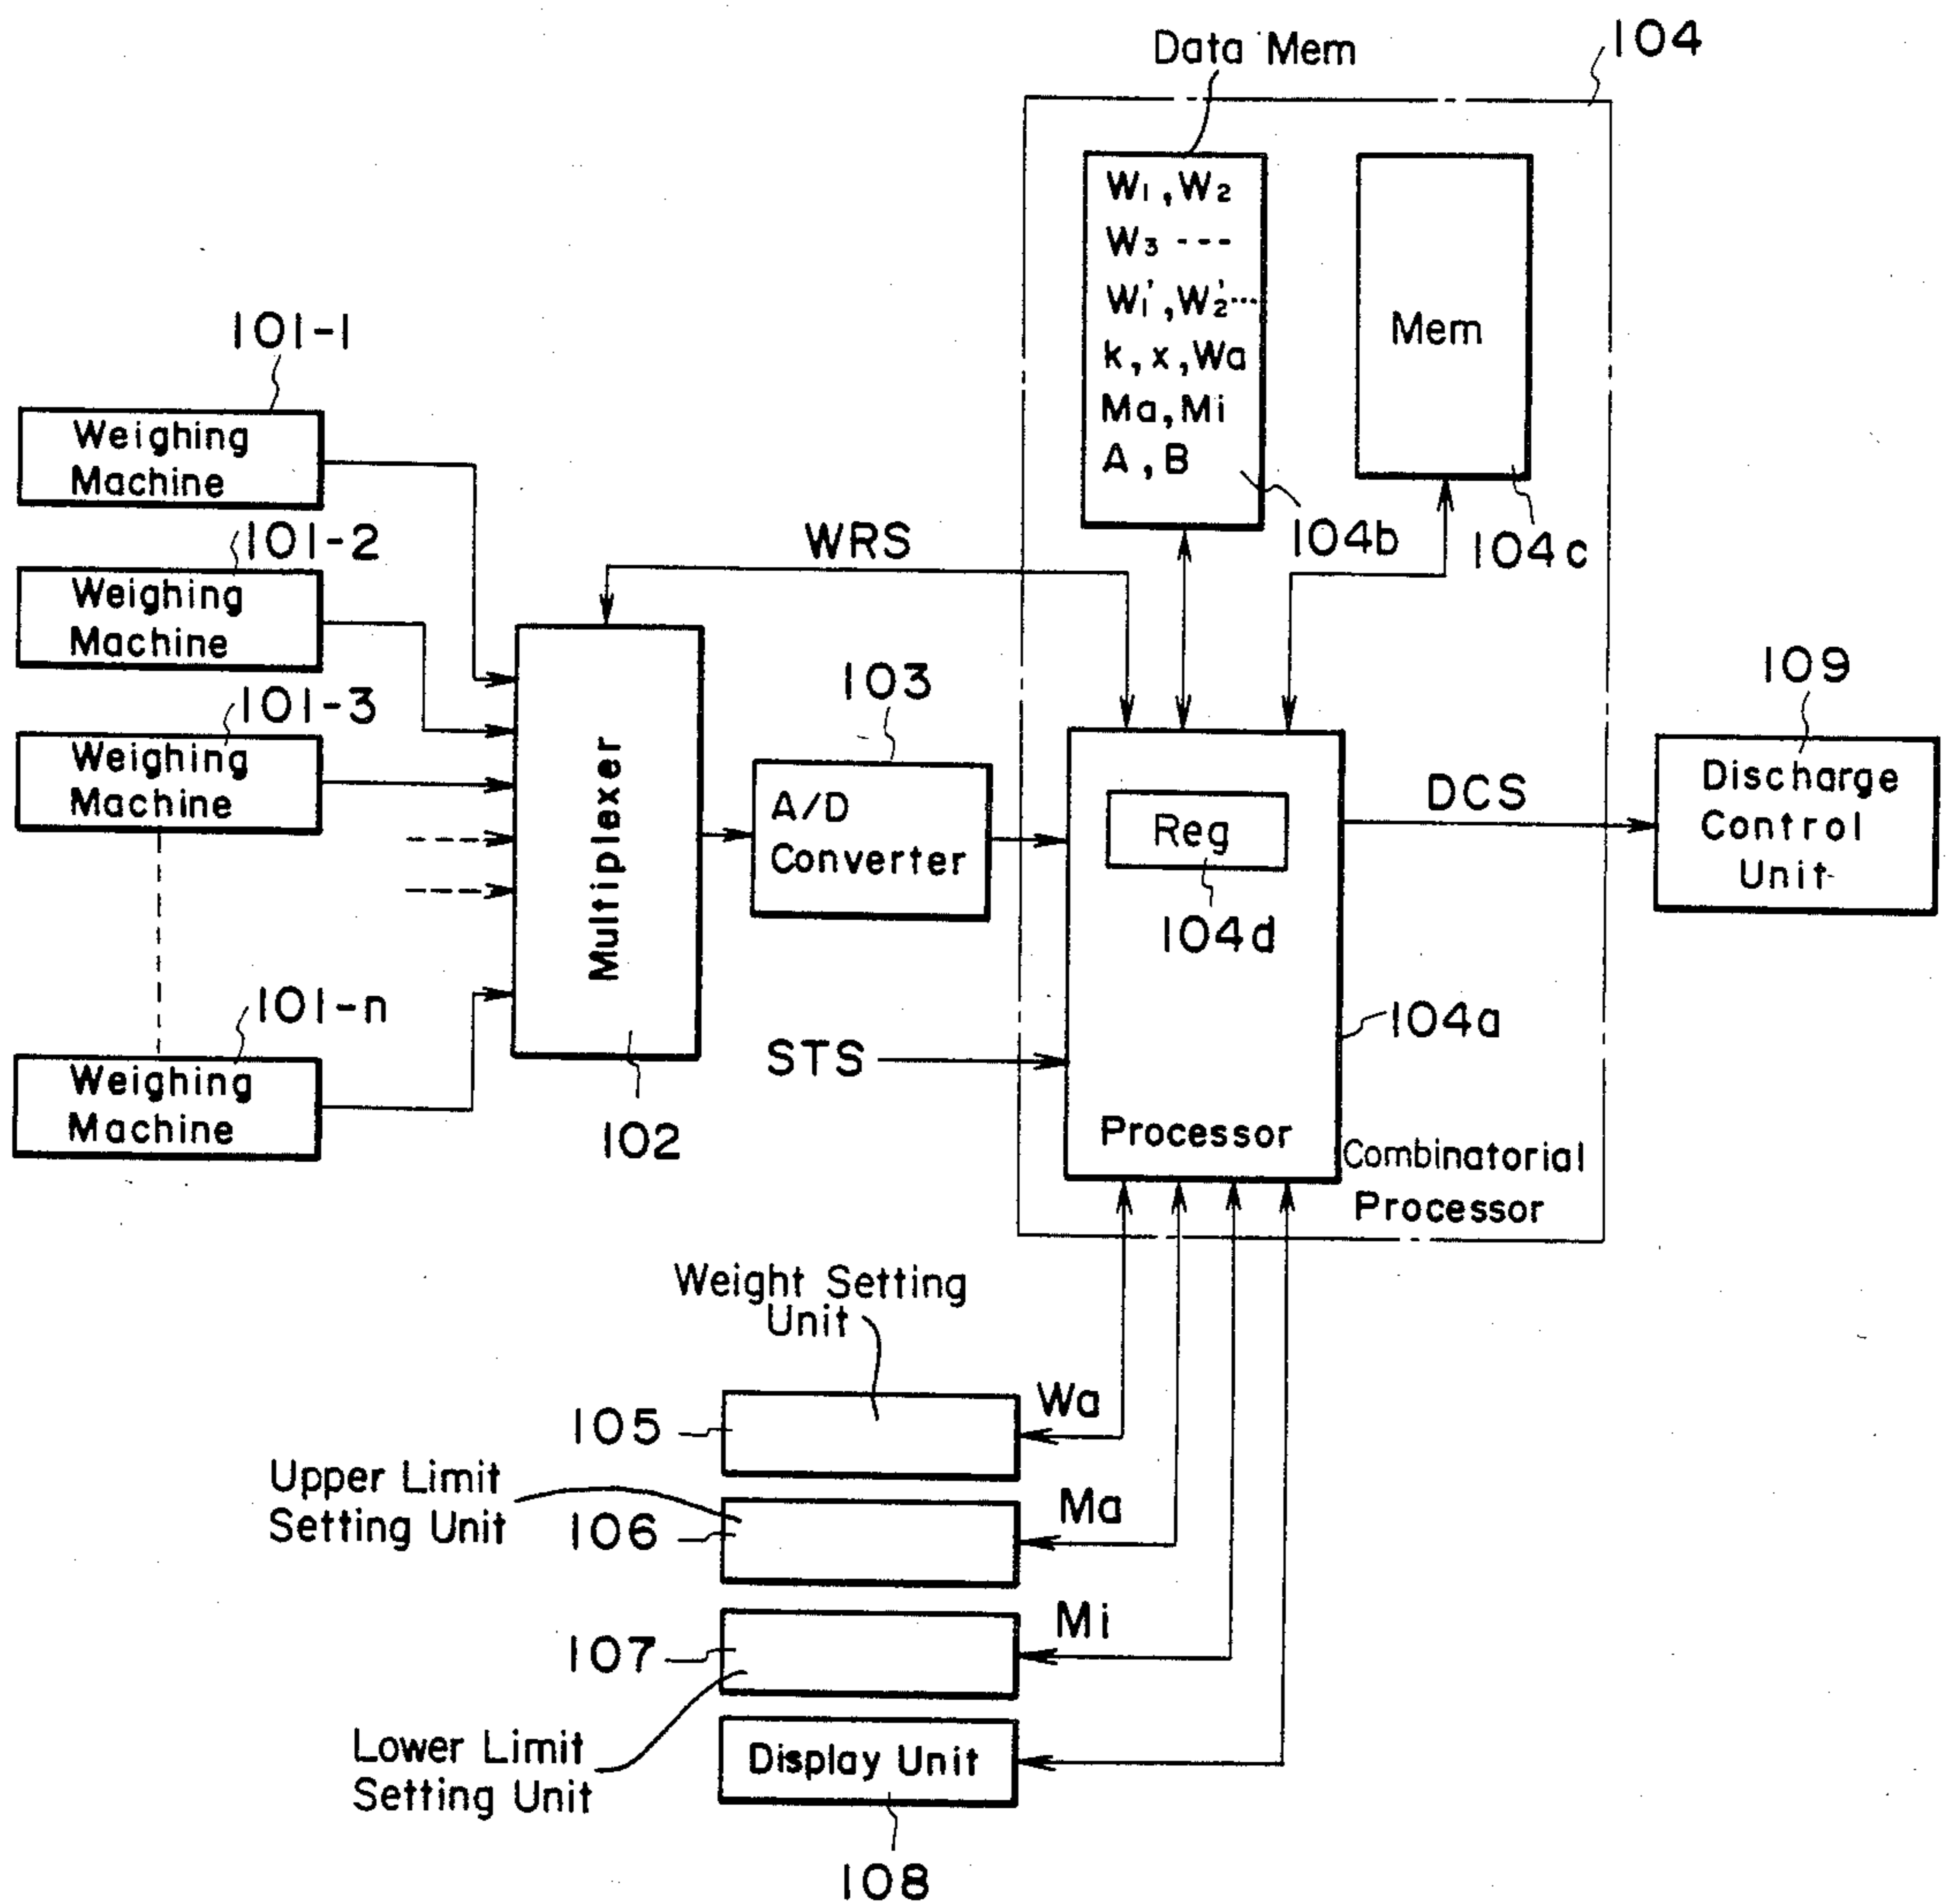 Data Mem
104
W1, W2
W3 ---
W1', W2'...
k, x, Wa
Ma, Mi
A, B
Mem
104b
104c
101-1
Weighing
Machine
101-2
Weighing
Machine
101-3
Weighing
Machine
101-n
Weighing
Machine
WRS
Multiplexer
102
103
A/D
Converter
Reg
104d
STS
104a
Processor
Combinatorial
Processor
DCS
109
Discharge
Control
Unit
Weight Setting
Unit
105
Wa
Upper Limit
Setting Unit
106
Ma
107
Mi
Lower Limit
Setting Unit
Display Unit
108